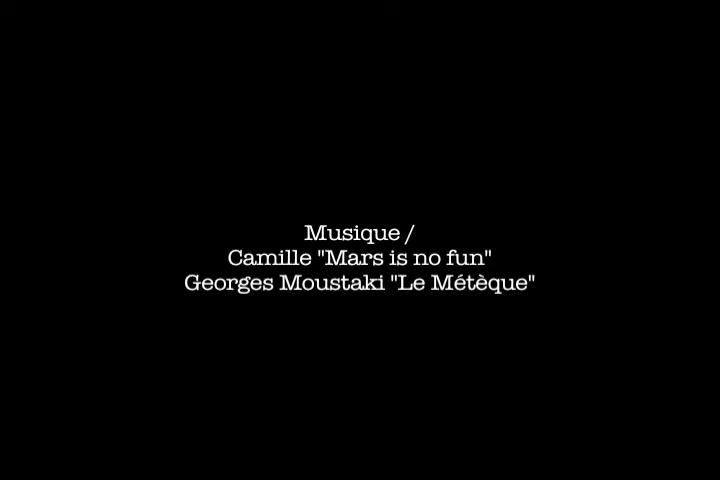 Musique /
Camille "Mars is no fun"
Georges Moustaki "Le Métèque"